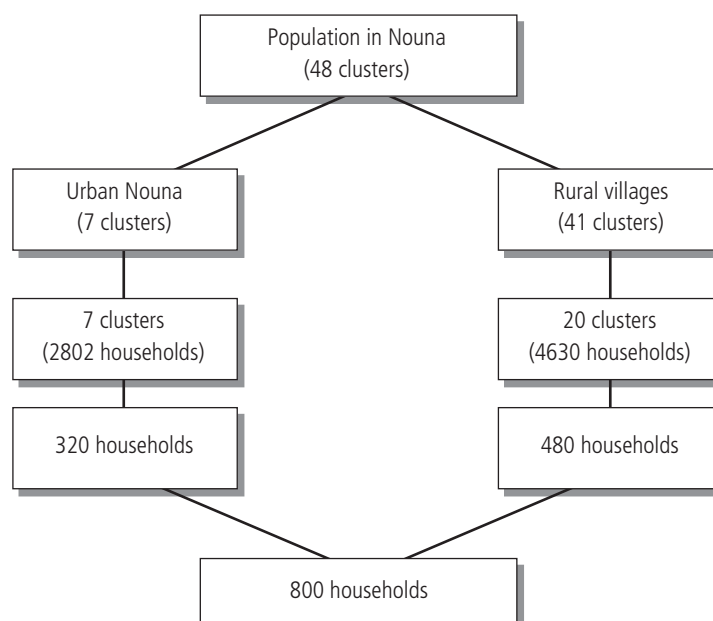 Population in Nouna
(48 clusters)
Urban Nouna
(7 clusters)
Rural villages
(41 clusters)
7 clusters
(2802 households)
20 clusters
(4630 households)
320 households
480 households
800 households